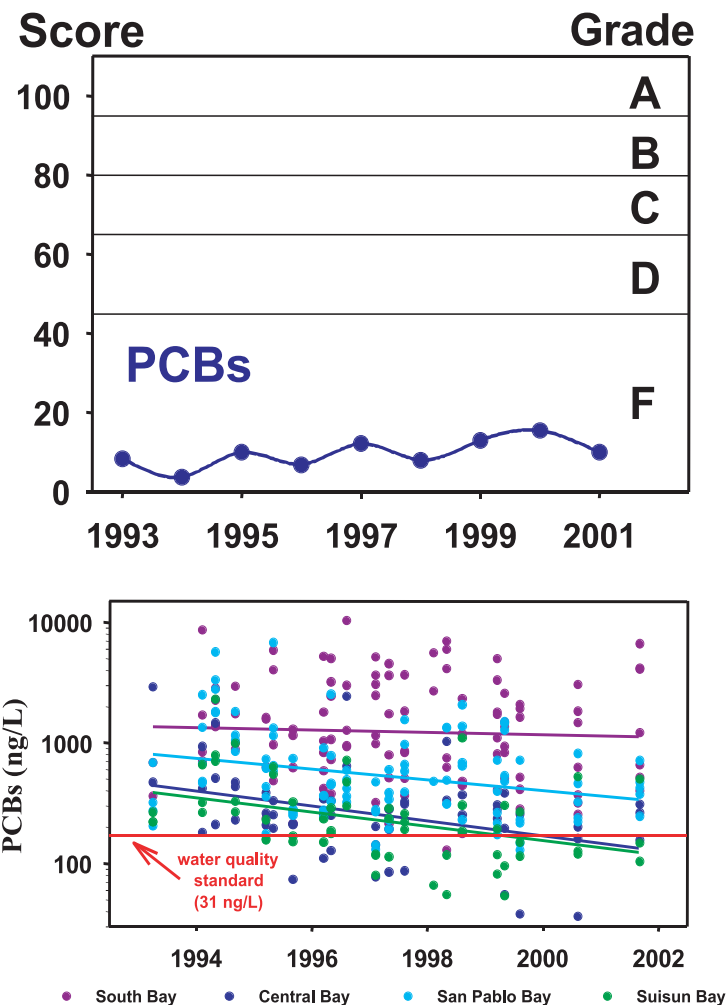 Score
Grade
100
A
B
80
C
60
D
40
PCBs
F
20
0
1993 1995 1997 1999 2001
10000
1000
PCBs (ng/L)
100
water quality
standard
(31 ng/L)
1994 1996 1998 2000 2002
South Bay Central Bay San Pablo Bay Suisun Bay